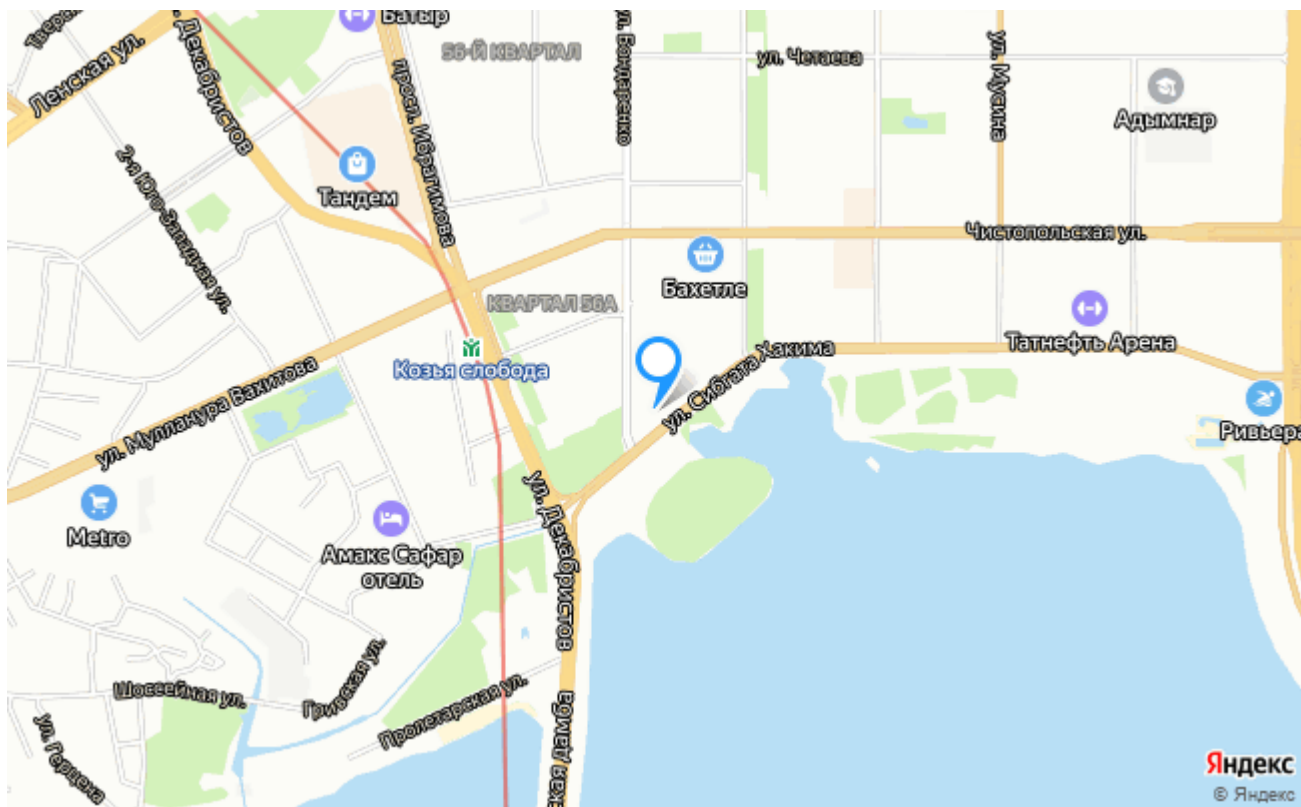 Батыр
ул. Декабристов
Ленская ул.
56-Й КВАРТАЛ
просп. Ибрагимова
ул. Бондаренко
ул. Четаева
ул. Мусина
Адымнар
2-я Юго-Западная ул.
Тандем
Чистопольская ул.
Бахетле
КВАРТАЛ 56А
Татнефть Арена
Козья слобода
ул. Сибгата Хакима
ул. Мулланура Вахитова
Ривьера
Metro
ул. Декабристов
Амакс Сафар
отель
Шоссейная ул.
Гривская ул.
Пролетарская ул.
ул. Герцена
Яндекс
© Яндекс